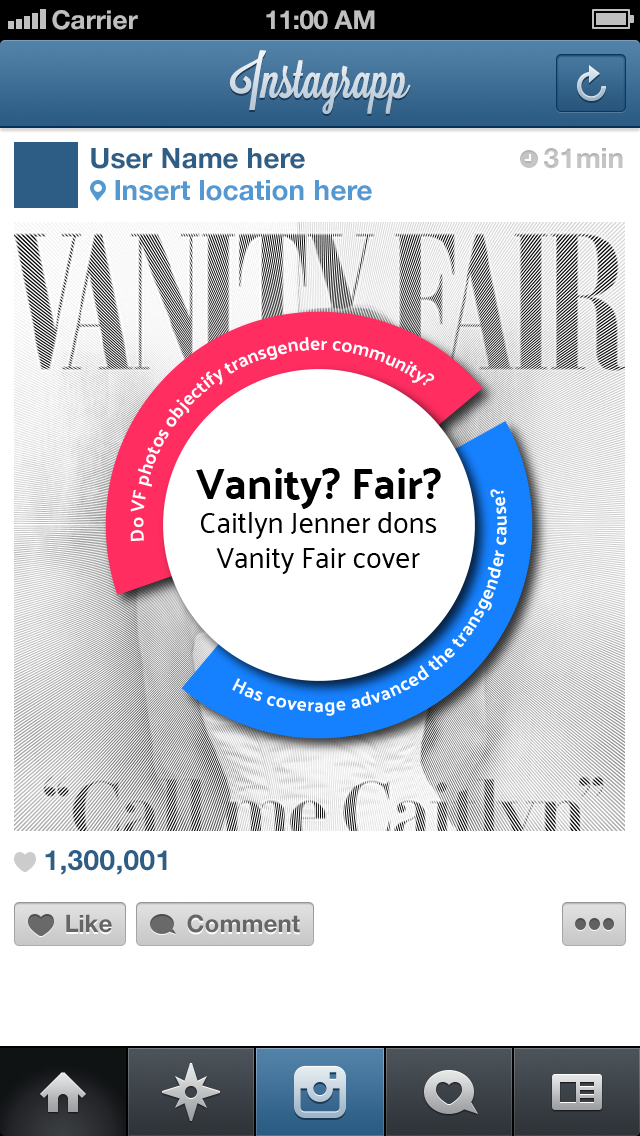 Carrier
11:00 AM
Instagrapp
User Name here
31min
Insert location here
VANITY FAIR
Do VF photos objectify transgender community?
Vanity? Fair?
Caitlyn Jenner dons
Vanity Fair cover
Has coverage advanced the transgender cause?
“Call me Caitlyn”
1,300,001
Like
Comment